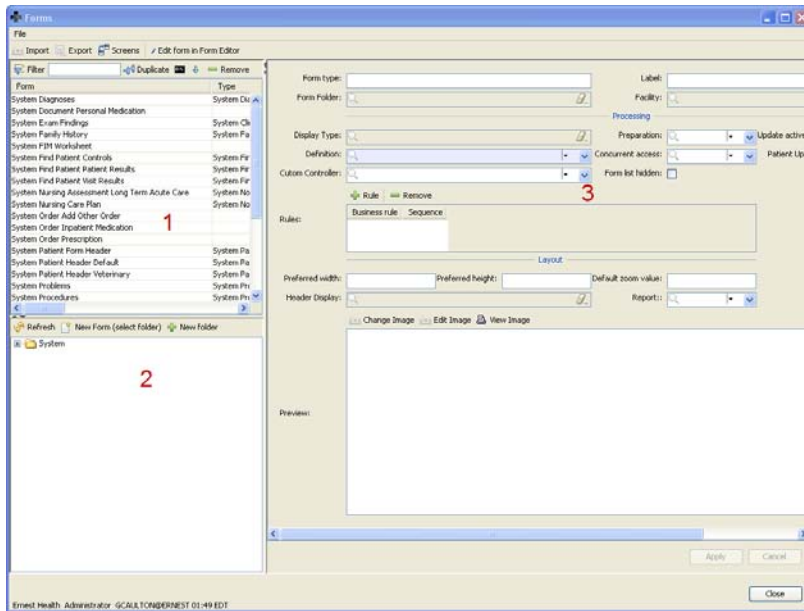 Forms
File
Import Export Screens Edit form in Form Editor
Filter Duplicate Remove
Form Type
System Diagnoses System Dia
System Document Personal Medication
System Exam Findings System Cli
System Family History System Fa
System FIM Worksheet
System Find Patient Controls System Fir
System Find Patient Patient Results System Fir
System Find Patient Visit Results System Fir
System Nursing Assessment Long Term Acute Care System No
System Nursing Care Plan System No
System Order Add Other Order
System Order Inpatient Medication
System Order Prescription
System Patient Form Header System Pa
System Patient Header Default System Pa
System Patient Header Veterinary System Pa
System Problems System Pro
System Procedures System Pro
1
Refresh New Form (select folder) New folder
System
2
Form type: Label:
Form Folder: Facility:
Processing
Display Type: Preparation: Update active
Definition: Concurrent access: Patient Up
Cutom Controller: Form list hidden:
3
Rule Remove
Rules:
Business rule Sequence
Layout
Preferred width: Preferred height: Default zoom value:
Header Display: Report::
Change Image Edit Image View Image
Preview:
Apply Cancel
Close
Ernest Health Administrator GCAULTON@ERNEST 01:49 EDT